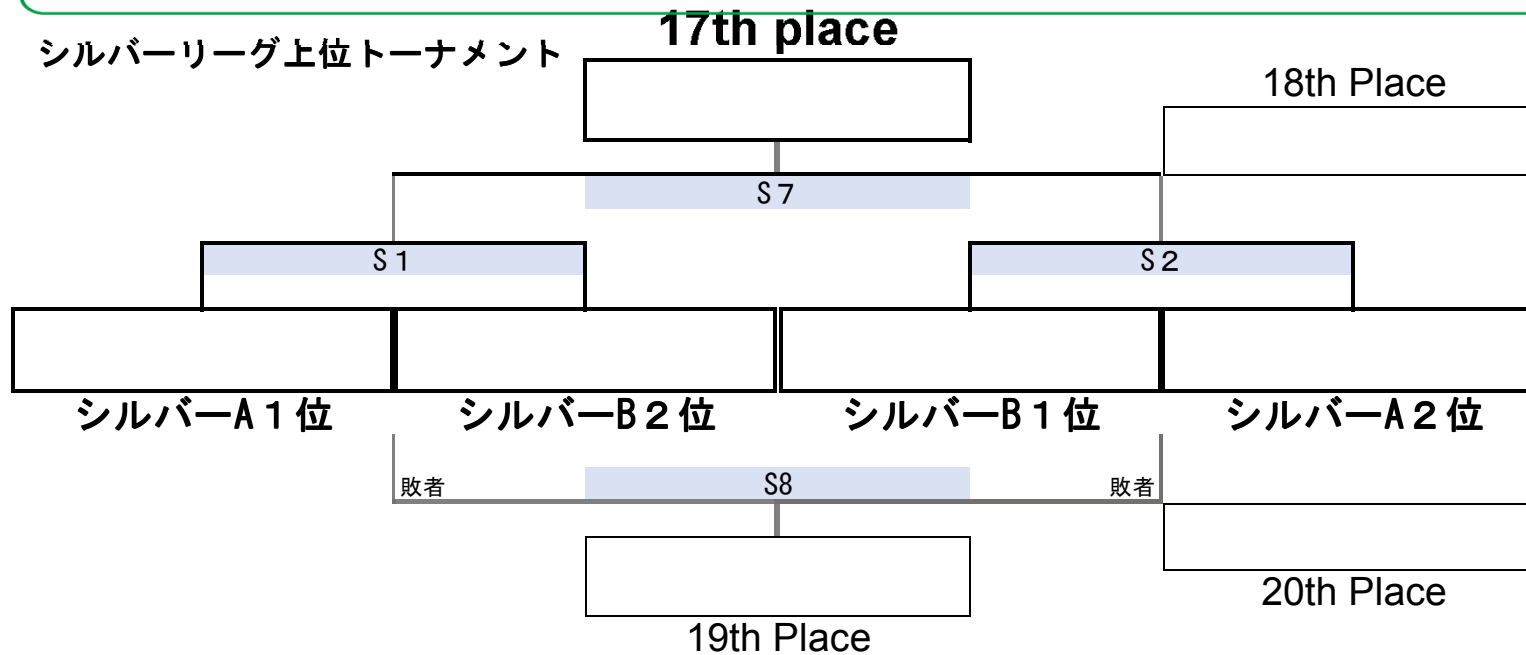 17th place
シルバーリーグ上位トーナメント
18th Place
S７
S１
S２
シルバーA１位
シルバーB２位
シルバーB１位
シルバーA２位
敗者
S8
敗者
20th Place
19th Place